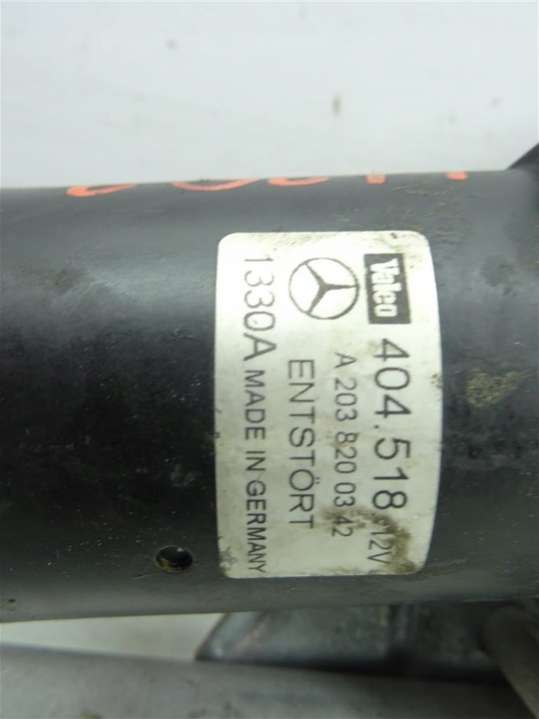 Valeo 404.518 12V
A 203 820 03 42
ENTSTÖRT
1330A MADE IN GERMANY